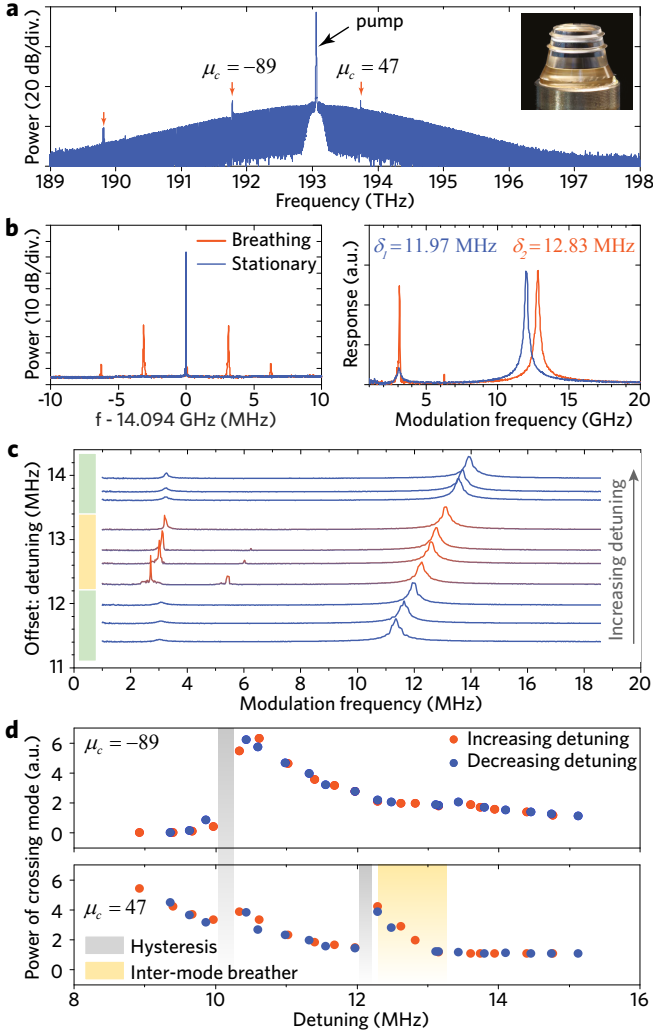 a
Power (20 dB/div.)
pump
μc = −89
μc = 47
189 190 191 192 193 194 195 196 197 198
Frequency (THz)
b
Power (10 dB/div.)
Breathing
Stationary
-10 -5 0 5 10
f - 14.094 GHz (MHz)
Response (a.u.)
δ1 = 11.97 MHz δ2 = 12.83 MHz
5 10 15 20
Modulation frequency (GHz)
c
Offset: detuning (MHz)
14
13
12
11
Increasing detuning
0 2 4 6 8 10 12 14 16 18 20
Modulation frequency (MHz)
d
Power of crossing mode (a.u.)
6
4
2
0
μc = −89
Increasing detuning
Decreasing detuning
6
4
2
0
μc = 47
Hysteresis
Inter-mode breather
8 10 12 14 16
Detuning (MHz)